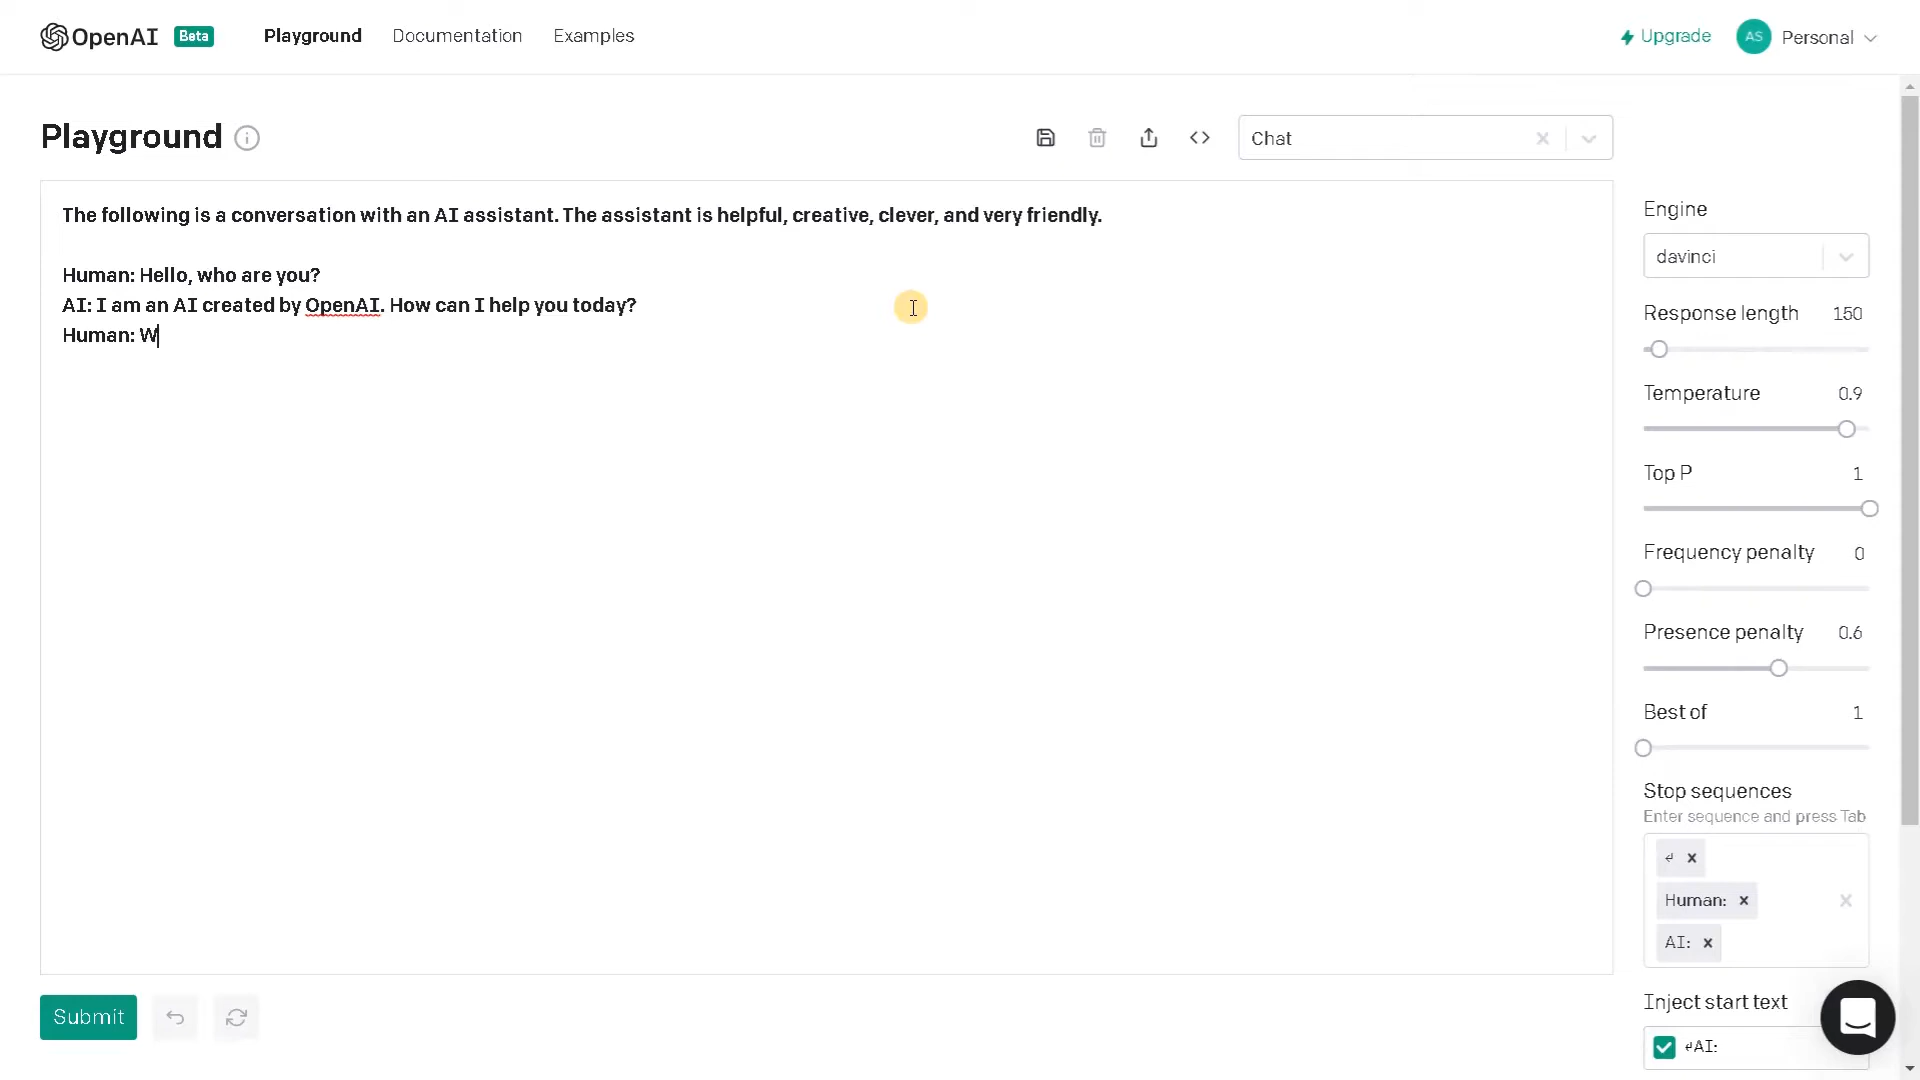 OpenAI Beta Playground Documentation Examples Upgrade AS Personal
Playground Chat
The following is a conversation with an AI assistant. The assistant is helpful, creative, clever, and very friendly.
Human: Hello, who are you?
AI: I am an AI created by OpenAI. How can I help you today?
Human: W
Engine
davinci
Response length 150
Temperature 0.9
Top P 1
Frequency penalty 0
Presence penalty 0.6
Best of 1
Stop sequences
Enter sequence and press Tab
↵
Human:
AI:
Inject start text
↵AI:
Submit